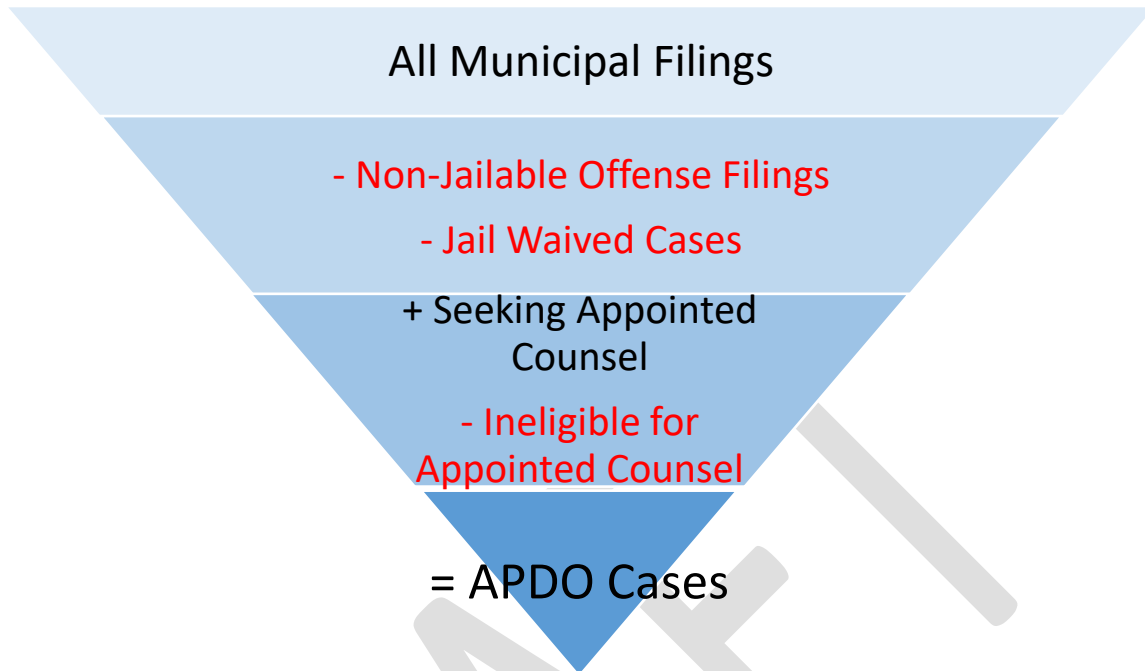 All Municipal Filings
- Non-Jailable Offense Filings
- Jail Waived Cases
+ Seeking Appointed
Counsel
- Ineligible for
Appointed Counsel
= APDO Cases